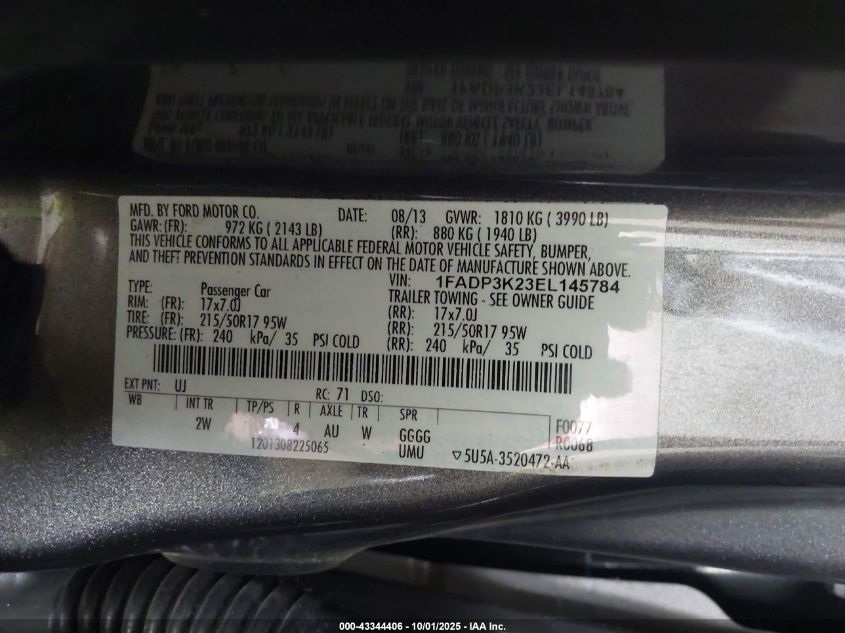 MFD. BY FORD MOTOR CO. DATE: 08/13 GVWR: 1810 KG ( 3990 LB)
GAWR: (FR): 972 KG ( 2143 LB) (RR): 880 KG ( 1940 LB)
THIS VEHICLE CONFORMS TO ALL APPLICABLE FEDERAL MOTOR VEHICLE SAFETY, BUMPER,
AND THEFT PREVENTION STANDARDS IN EFFECT ON THE DATE OF MANUFACTURE SHOWN ABOVE.
VIN: 1FADP3K23EL145784
TYPE: Passenger Car TRAILER TOWING - SEE OWNER GUIDE
RIM: (FR): 17x7.0J (RR): 17x7.0J
TIRE: (FR): 215/50R17 95W (RR): 215/50R17 95W
PRESSURE: (FR): 240 kPa/ 35 PSI COLD (RR): 240 kPa/ 35 PSI COLD
EXT PNT: UJ RC: 71 DSO:
WB INT TR TP/PS R AXLE TR SPR F0077
2W 4 AU W GGGG R0068
1201308225065 UMU ▽5U5A-3520472-AA
000-43344406 - 10/01/2025 - IAA Inc.